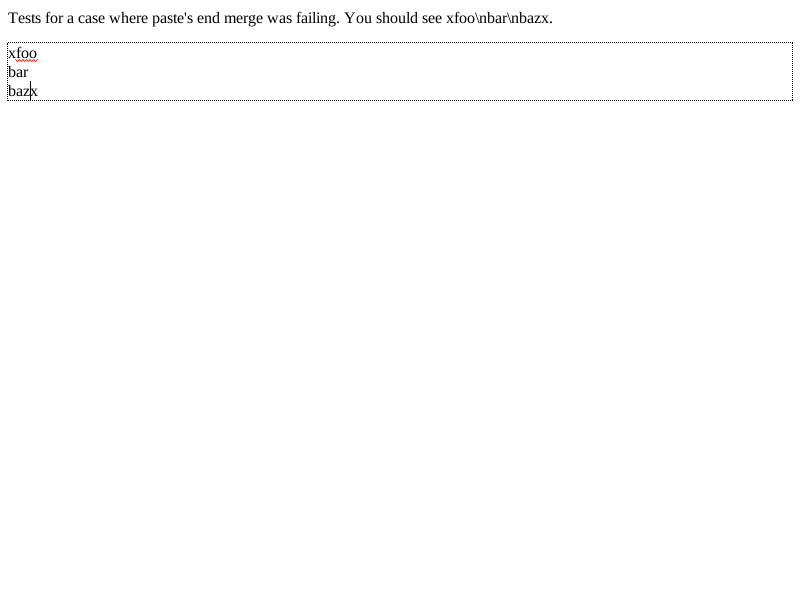 Tests for a case where paste's end merge was failing. You should see xfoo\nbar\nbazx.
xfoo
bar
bazx